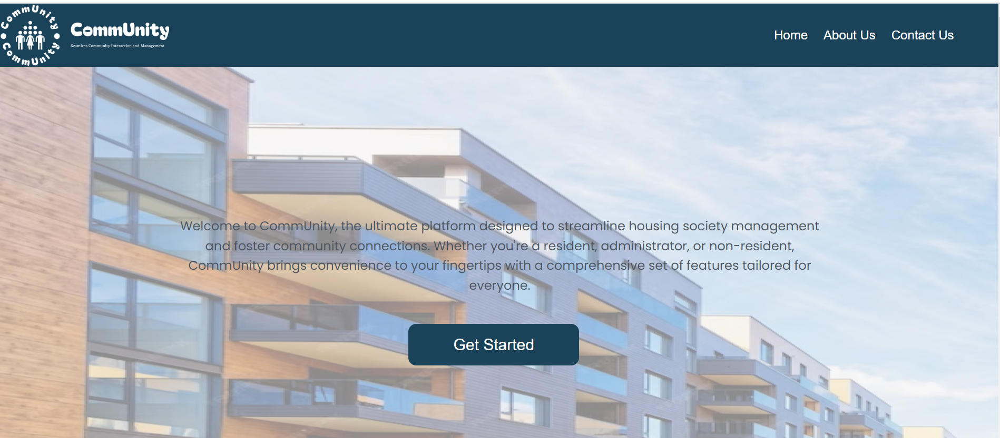 CommUnity
CommUnity
CommUnity
Seamless Community Interaction and Management
Home About Us Contact Us
Welcome to CommUnity, the ultimate platform designed to streamline housing society management
and foster community connections. Whether you're a resident, administrator, or non-resident,
CommUnity brings convenience to your fingertips with a comprehensive set of features tailored for
everyone.
Get Started